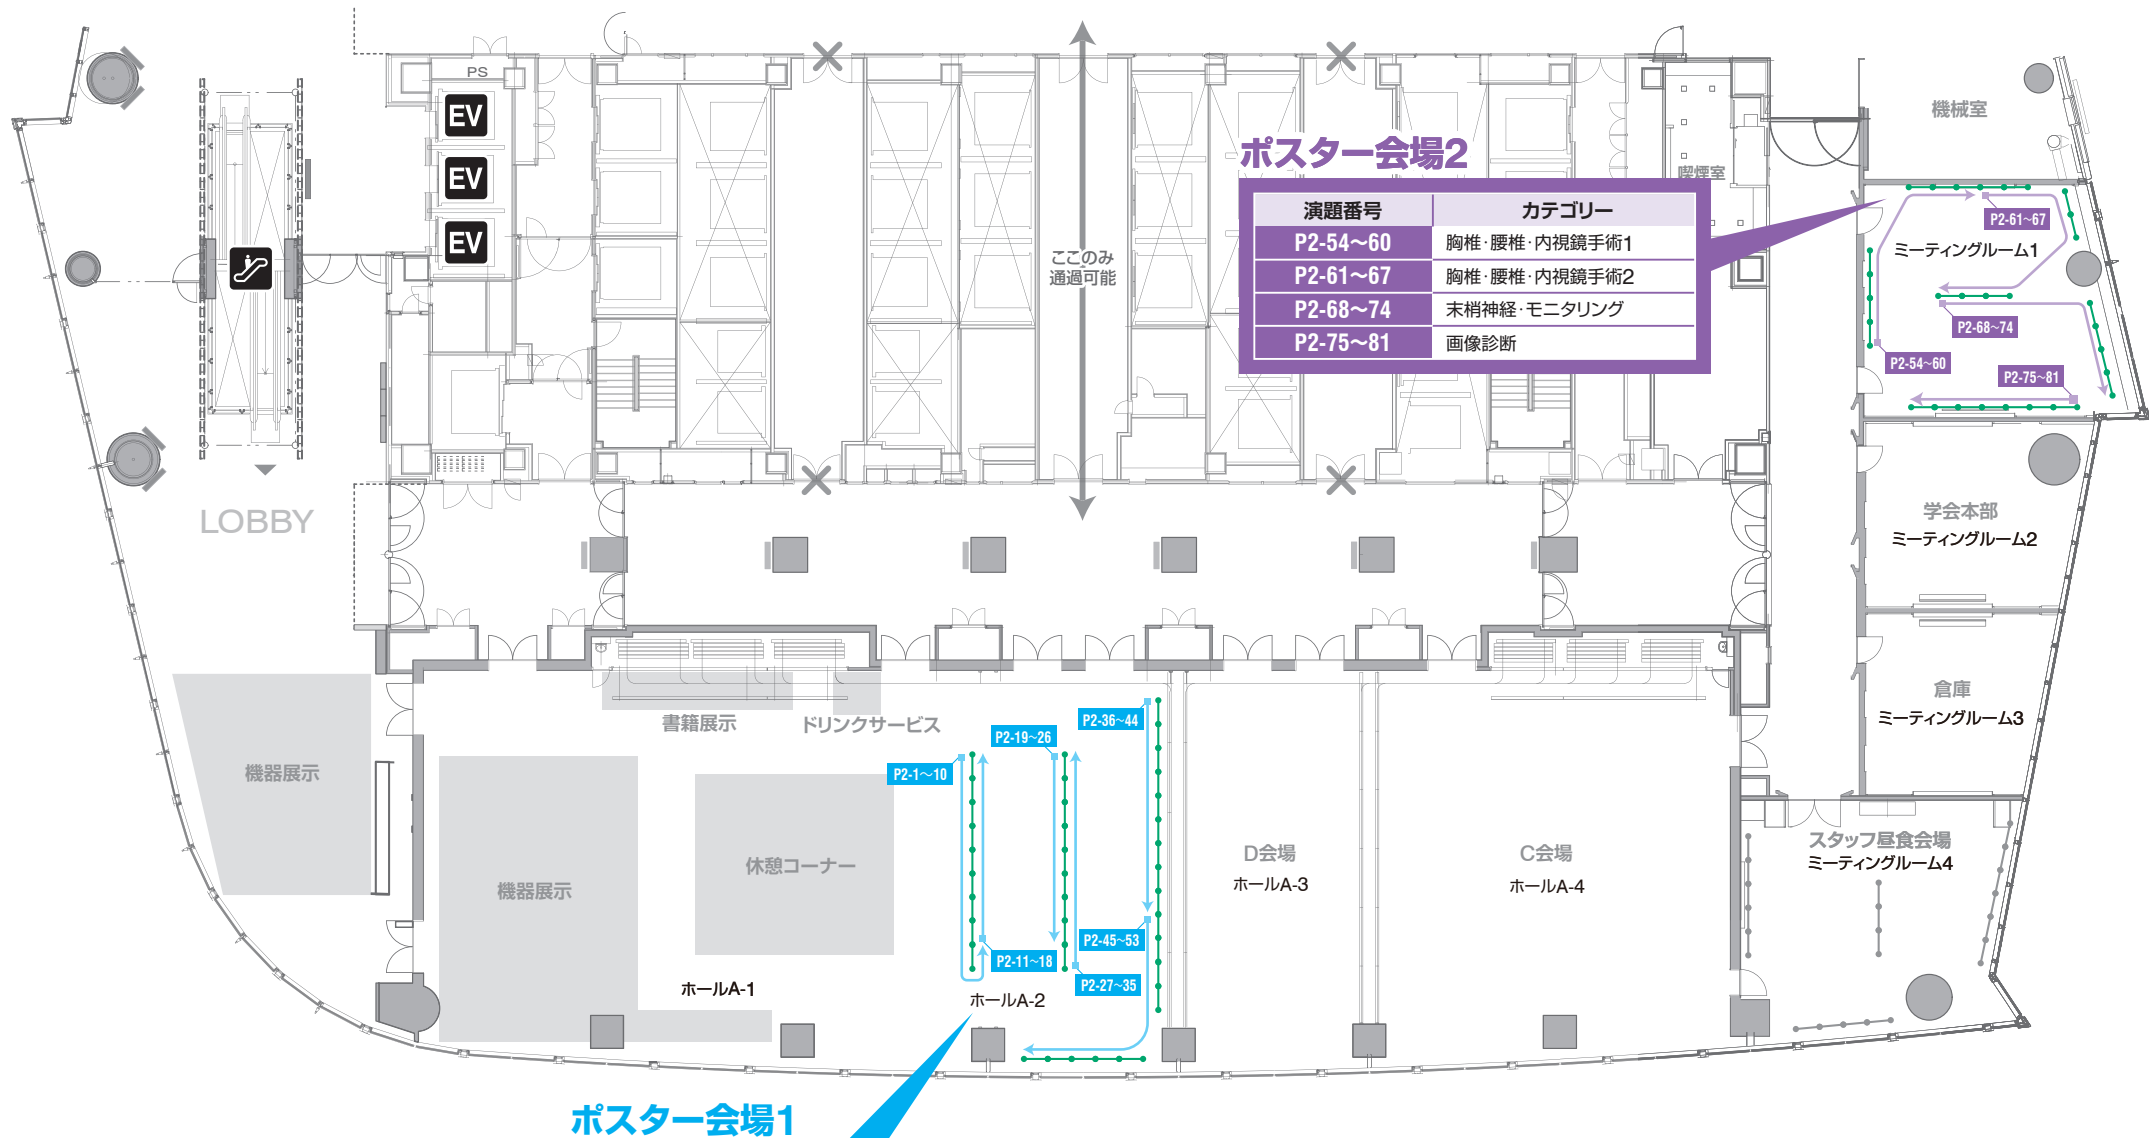 PS
EV
EV
EV
LOBBY
ここのみ
通過可能
ポスター会場2
演題番号 カテゴリー
P2-54～60 胸椎・腰椎・内視鏡手術1
P2-61～67 胸椎・腰椎・内視鏡手術2
P2-68～74 末梢神経・モニタリング
P2-75～81 画像診断
喫煙室
機械室
P2-61~67
ミーティングルーム1
P2-68~74
P2-54~60
P2-75~81
学会本部
ミーティングルーム2
倉庫
ミーティングルーム3
スタッフ昼食会場
ミーティングルーム4
機器展示
書籍展示
ドリンクサービス
機器展示
休憩コーナー
ホールA-1
P2-1～10
P2-19~26
P2-36~44
P2-11~18
P2-45~53
P2-27~35
ホールA-2
D会場
ホールA-3
C会場
ホールA-4
ポスター会場1